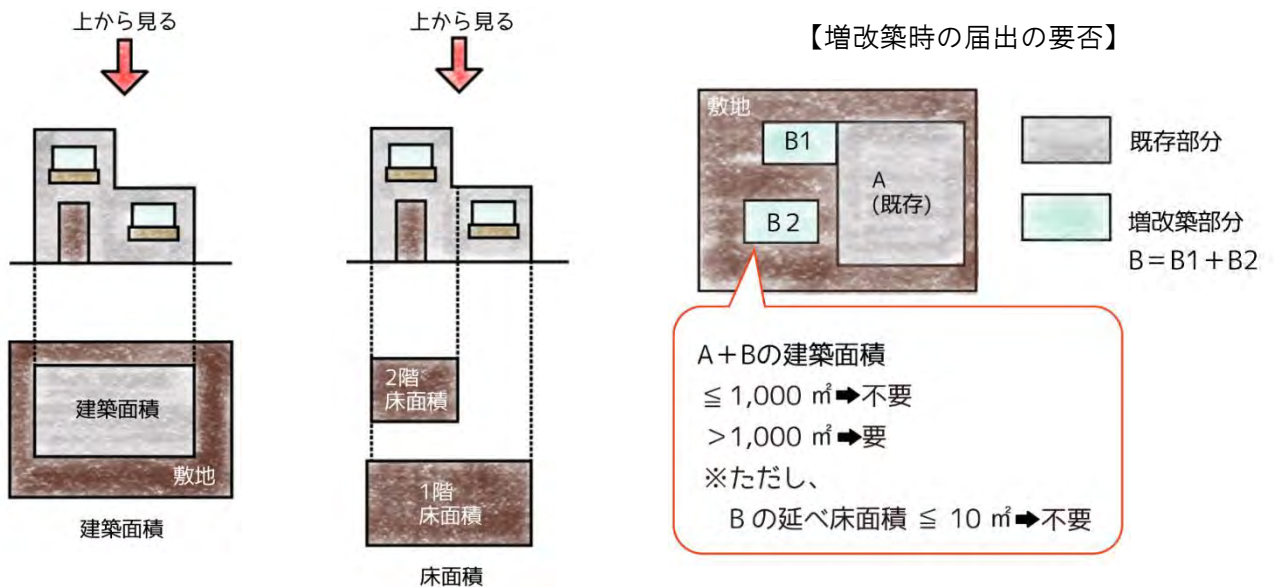 上から見る
建築面積
敷地
建築面積
上から見る
2階
床面積
1階
床面積
床面積
【増改築時の届出の要否】
敷地
B1
B2
A
(既存)
既存部分
増改築部分
B＝B1＋B2
A＋Bの建築面積
≦ 1,000 ㎡➡不要
＞1,000 ㎡➡要
※ただし、
B の延べ床面積 ≦ 10 ㎡➡不要